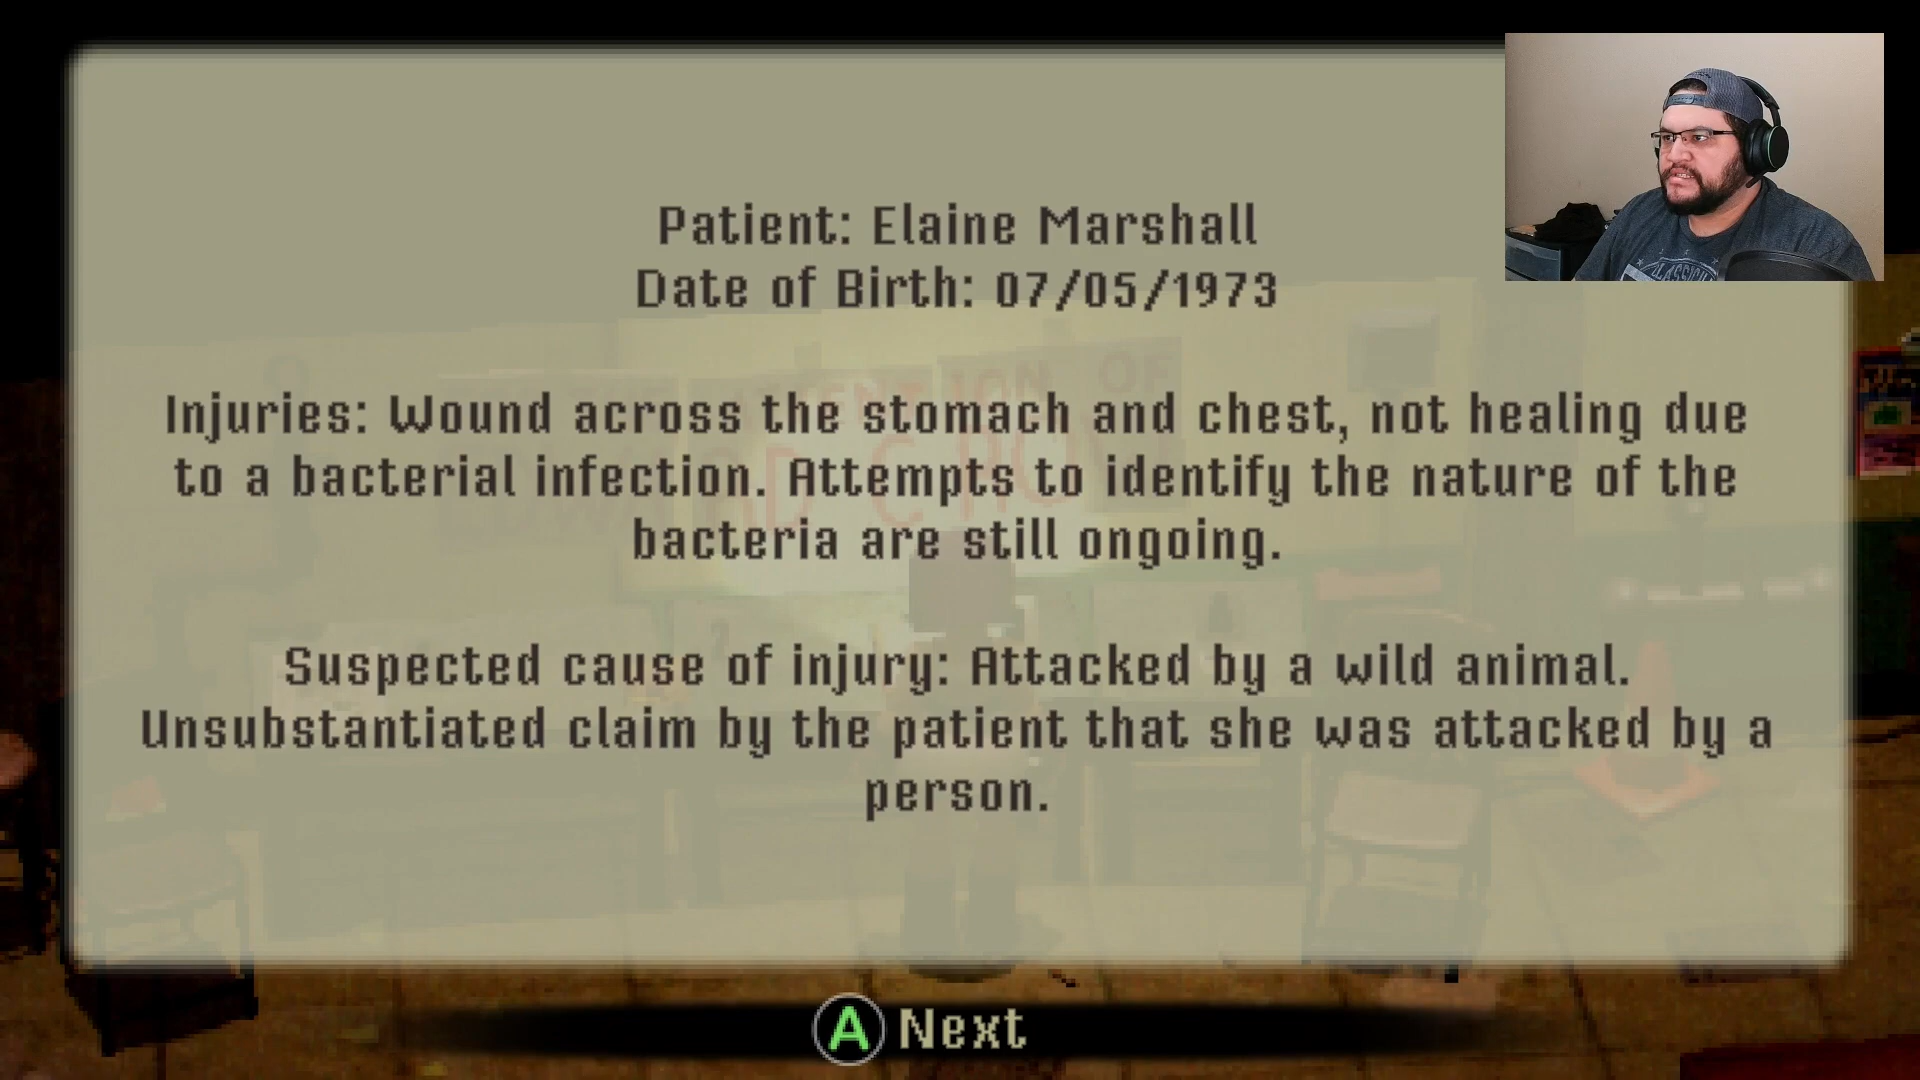 Patient: Elaine Marshall
Date of Birth: 07/05/1973
Injuries: Wound across the stomach and chest, not healing due
to a bacterial infection. Attempts to identify the nature of the
bacteria are still ongoing.
Suspected cause of injury: Attacked by a wild animal.
Unsubstantiated claim by the patient that she was attacked by a
person.
A Next